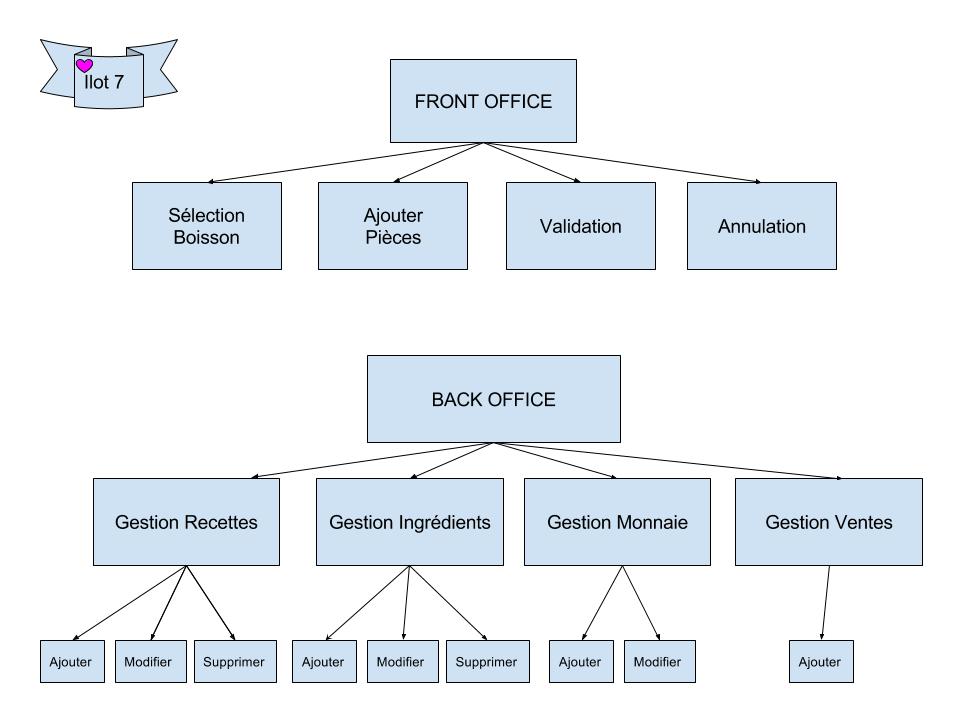 Ilot 7
FRONT OFFICE
Sélection
Boisson
Ajouter
Pièces
Validation
Annulation
BACK OFFICE
Gestion Recettes
Gestion Ingrédients
Gestion Monnaie
Gestion Ventes
Ajouter
Modifier
Supprimer
Ajouter
Modifier
Supprimer
Ajouter
Modifier
Ajouter